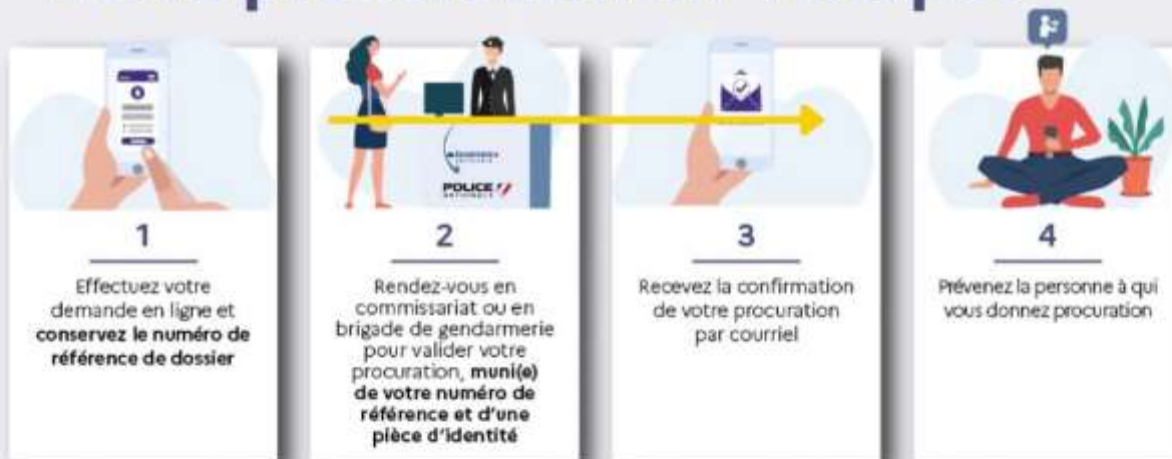 1
Effectuez votre
demande en ligne et
conservez le numéro de
référence de dossier
POLICE
NATIONALE
2
Rendez-vous en
commissariat ou en
brigade de gendarmerie
pour valider votre
procuration, muni(e)
de votre numéro de
référence et d'une
pièce d'identité
3
Recevez la confirmation
de votre procuration
par courriel
4
Prévenez la personne à qui
vous donnez procuration